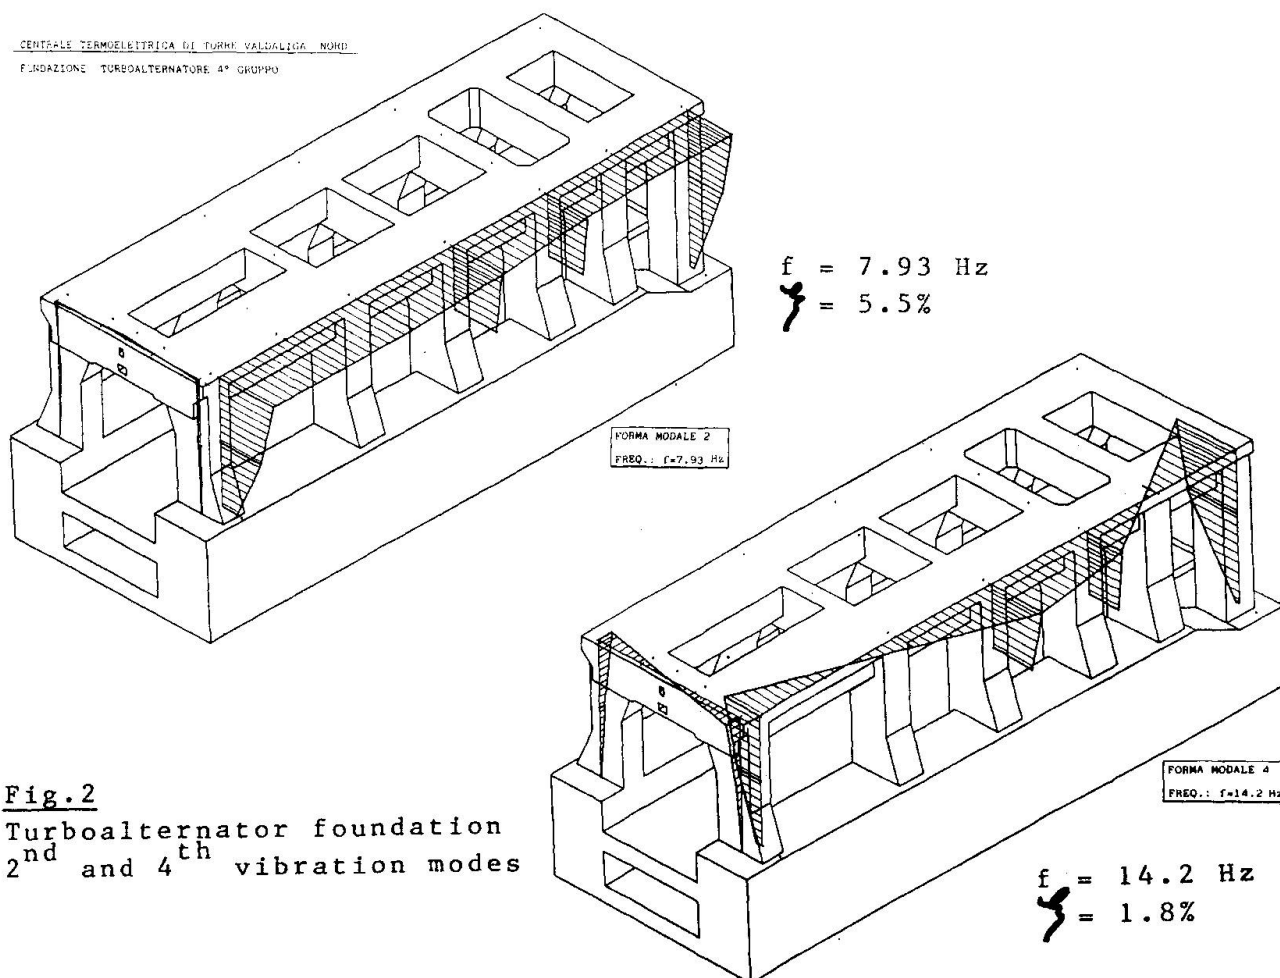 CENTRALE TERMOELETTRICA DI TORRE VALDALIGA NORD
FONDAZIONE TURBOALTERNATORE 4° GRUPPO
f = 7.93 Hz
ζ = 5.5%
FORMA MODALE 2
FREQ.: f=7.93 Hz
FORMA MODALE 4
FREQ.: f=14.2 Hz
Fig.2
Turboalternator foundation
2nd and 4th vibration modes
f = 14.2 Hz
ζ = 1.8%